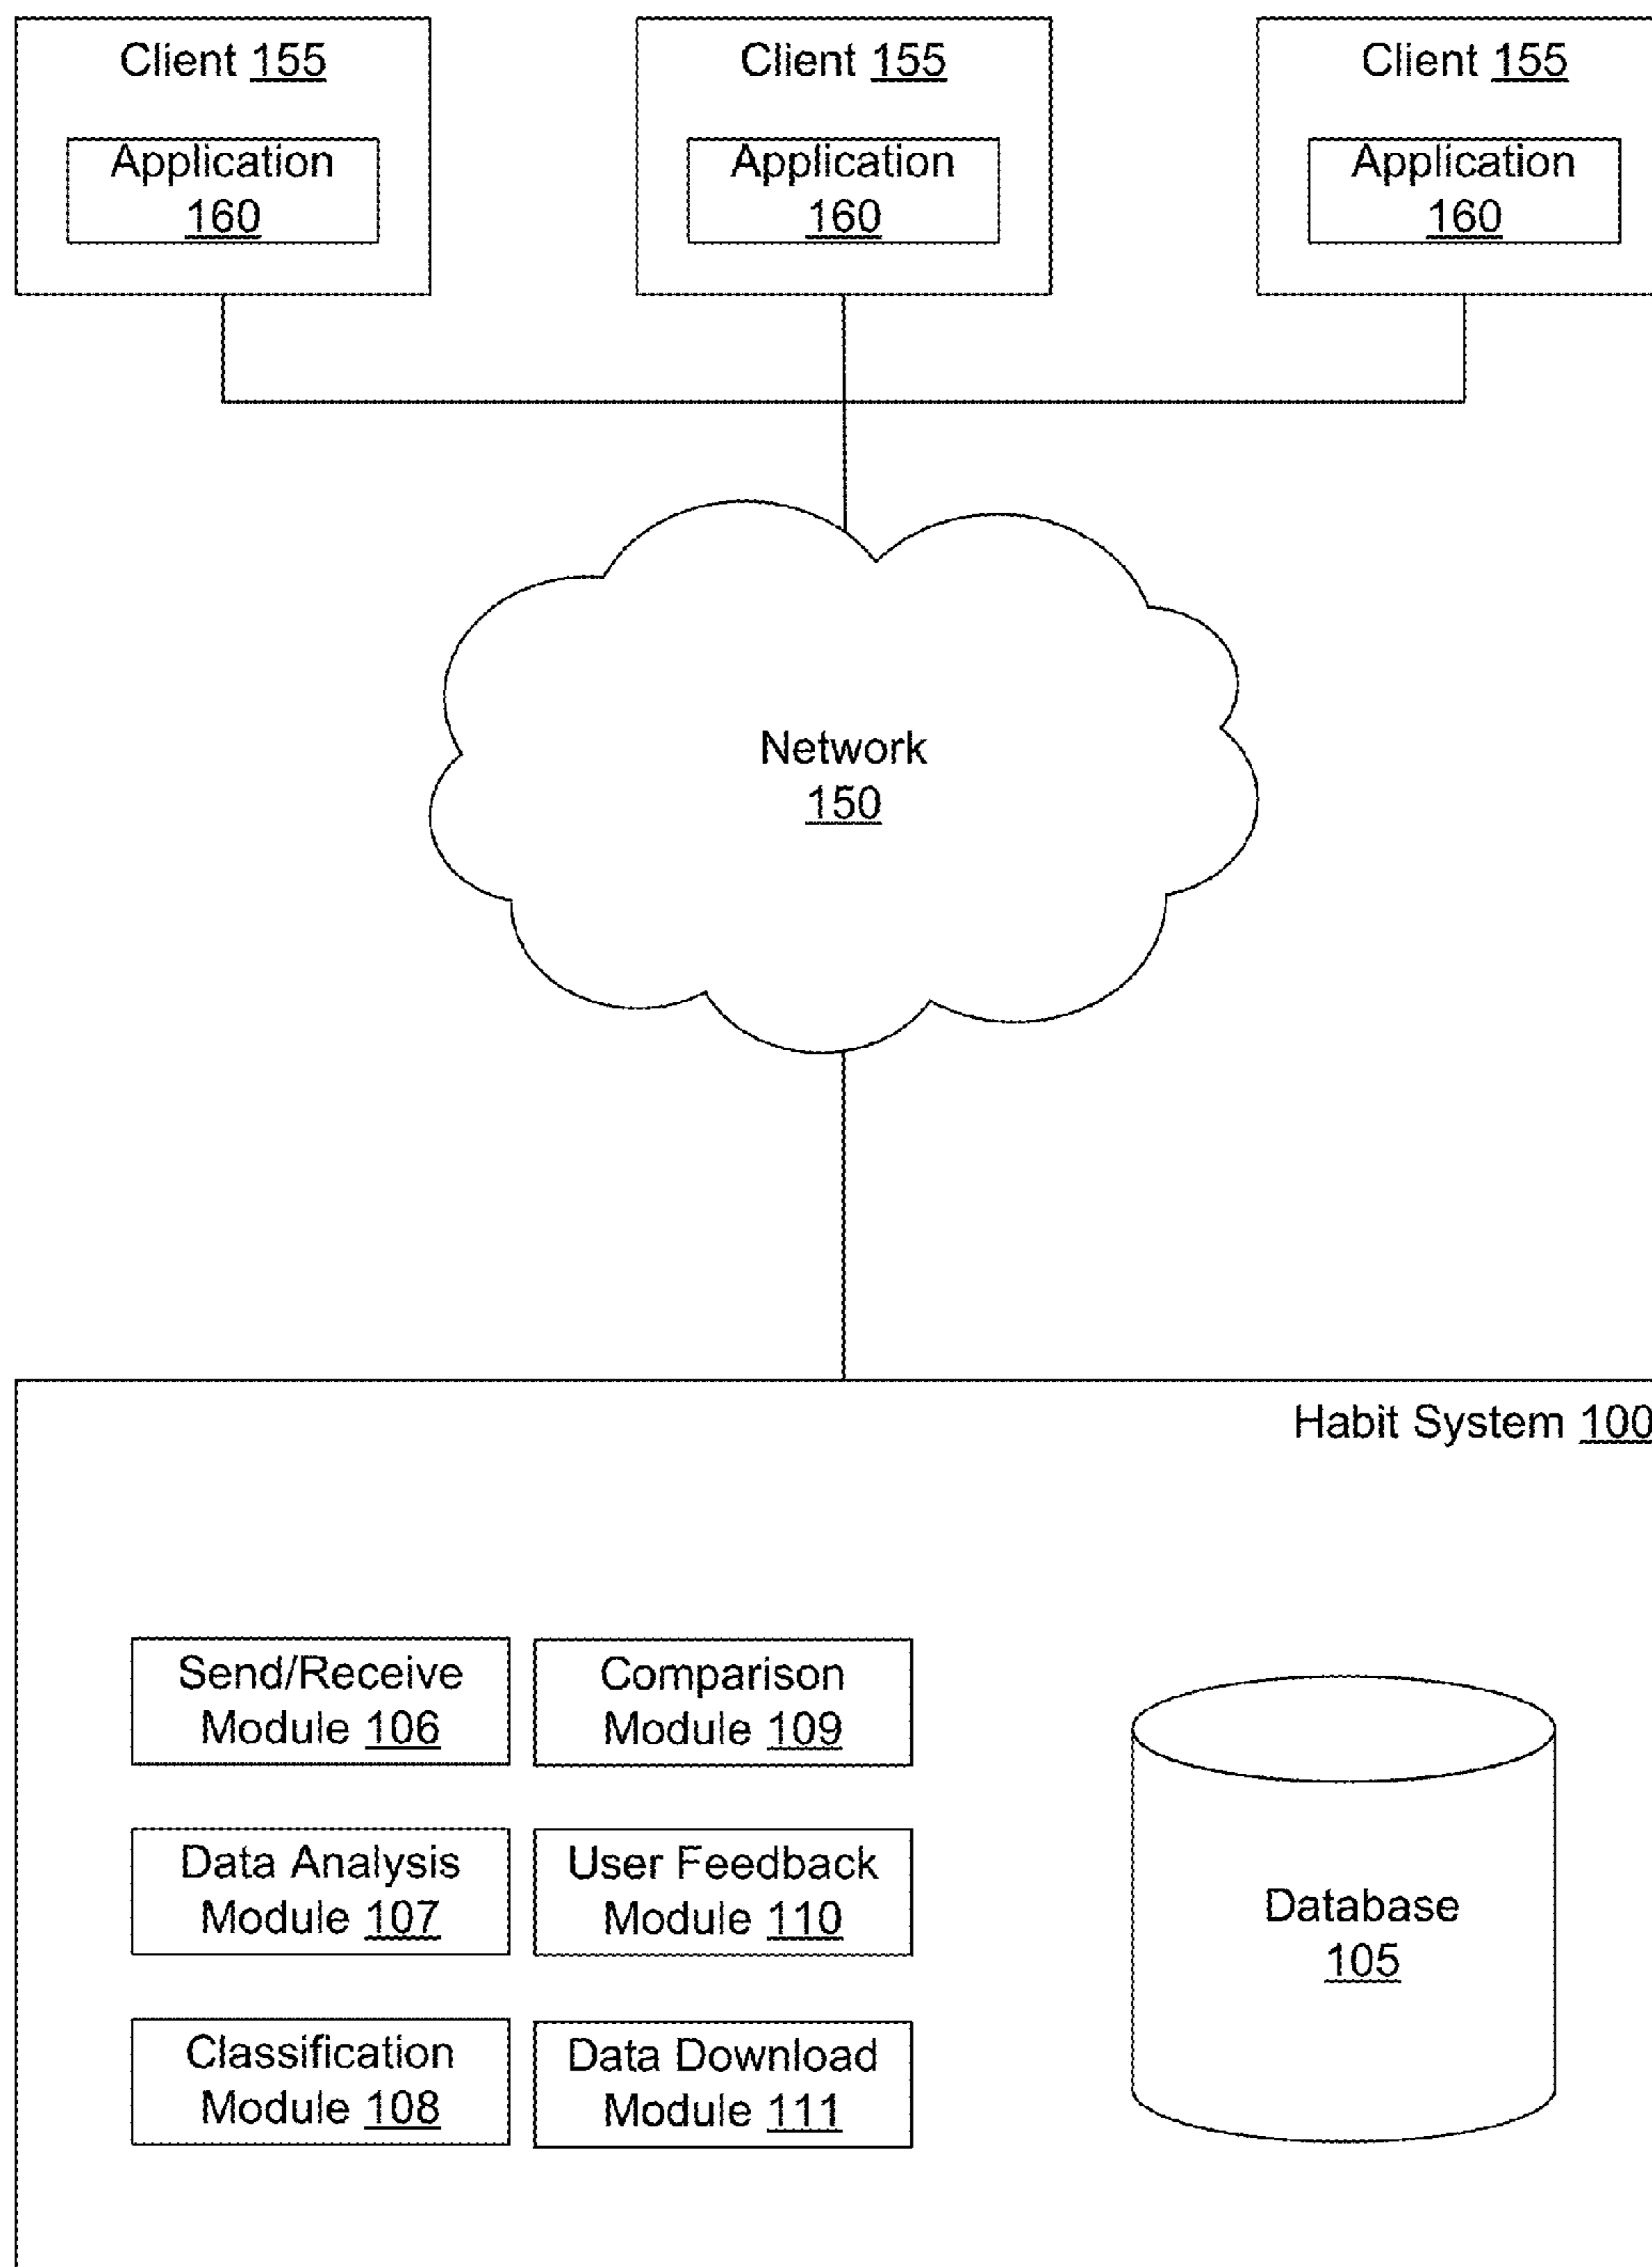 Client 155
Application
160
Client 155
Application
160
Client 155
Application
160
Network
150
Habit System 100
Send/Receive
Module 106
Comparison
Module 109
Data Analysis
Module 107
User Feedback
Module 110
Classification
Module 108
Data Download
Module 111
Database
105